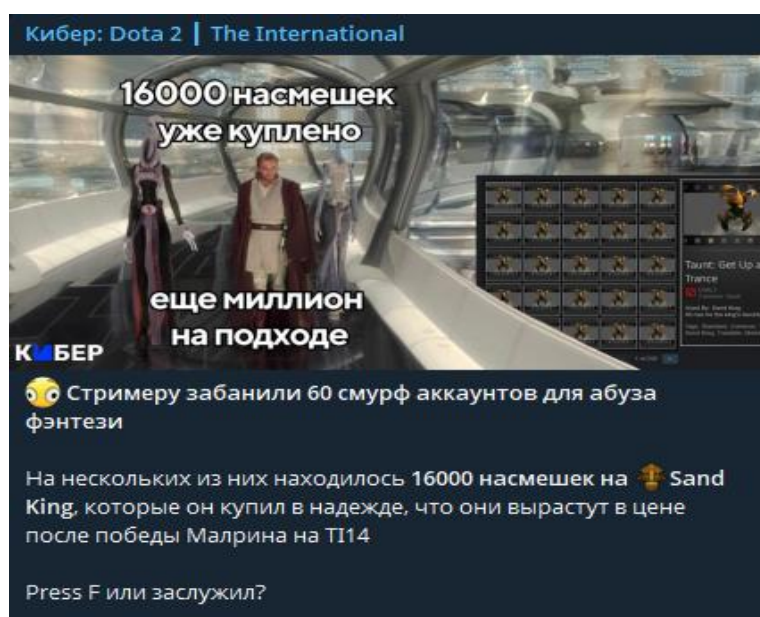 Кибер: Dota 2 | The International
16000 насмешек
уже куплено
Taunt: Get Up a
Trance
еще миллион
на подходе
КИБЕР
Стримеру забанили 60 смурф аккаунтов для абуза
фэнтези
На нескольких из них находилось 16000 насмешек на Sand
King, которые он купил в надежде, что они вырастут в цене
после победы Малрина на TI14
Press F или заслужил?